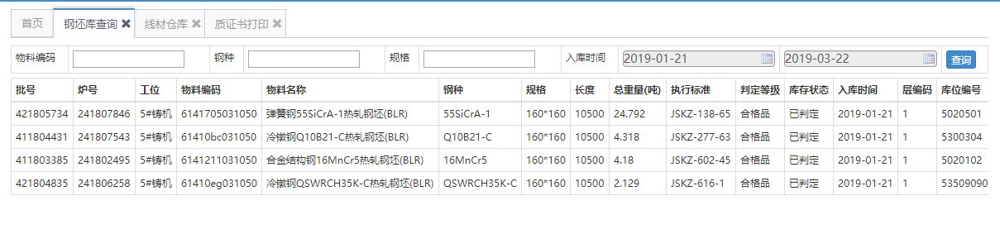 首页 钢坯库查询 线材仓库 质证书打印
物料编码 钢种 规格 入库时间 2019-01-21 2019-03-22 查询
批号 炉号 工位 物料编码 物料名称 钢种 规格 长度 总重量(吨) 执行标准 判定等级 库存状态 入库时间 层编码 库位编号
421805734 241807846 5#铸机 6141705031050 弹簧钢55SiCrA-1热轧钢坯(BLR) 55SiCrA-1 160*160 10500 24.792 JSKZ-138-65 合格品 已判定 2019-01-21 1 5020501
411804431 241807543 5#铸机 61410bc031050 冷镦钢Q10B21-C热轧钢坯(BLR) Q10B21-C 160*160 10500 4.318 JSKZ-277-63 合格品 已判定 2019-01-21 1 5300304
411803385 241802495 5#铸机 6141211031050 合金结构钢16MnCr5热轧钢坯(BLR) 16MnCr5 160*160 10500 4.18 JSKZ-602-45 合格品 已判定 2019-01-21 1 5020102
421804835 241806258 5#铸机 61410eg031050 冷镦钢QSWRCH35K-C热轧钢坯(BLR) QSWRCH35K-C 160*160 10500 2.129 JSKZ-616-1 合格品 已判定 2019-01-21 1 53509090